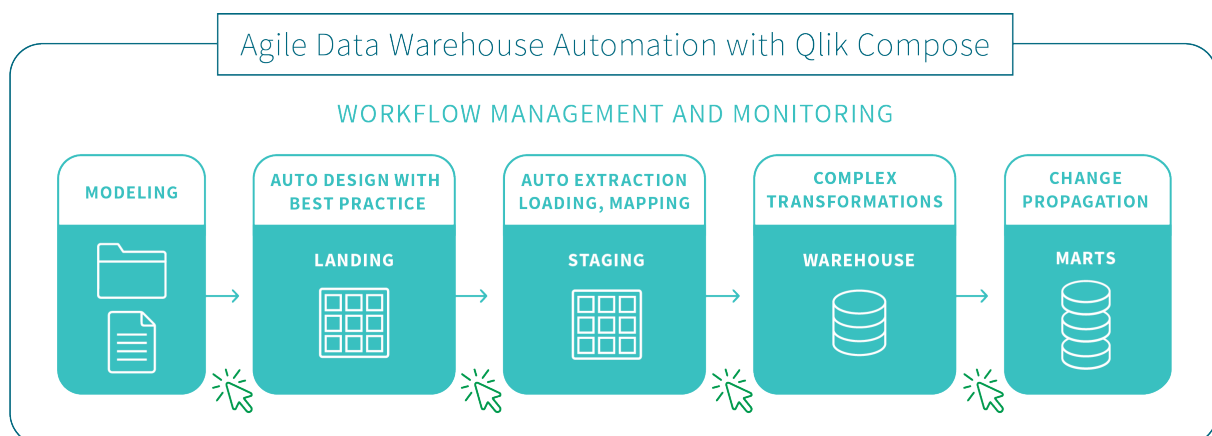 Agile Data Warehouse Automation with Qlik Compose
WORKFLOW MANAGEMENT AND MONITORING
MODELING
AUTO DESIGN WITH
BEST PRACTICE
LANDING
AUTO EXTRACTION
LOADING, MAPPING
STAGING
COMPLEX
TRANSFORMATIONS
WAREHOUSE
CHANGE
PROPAGATION
MARTS